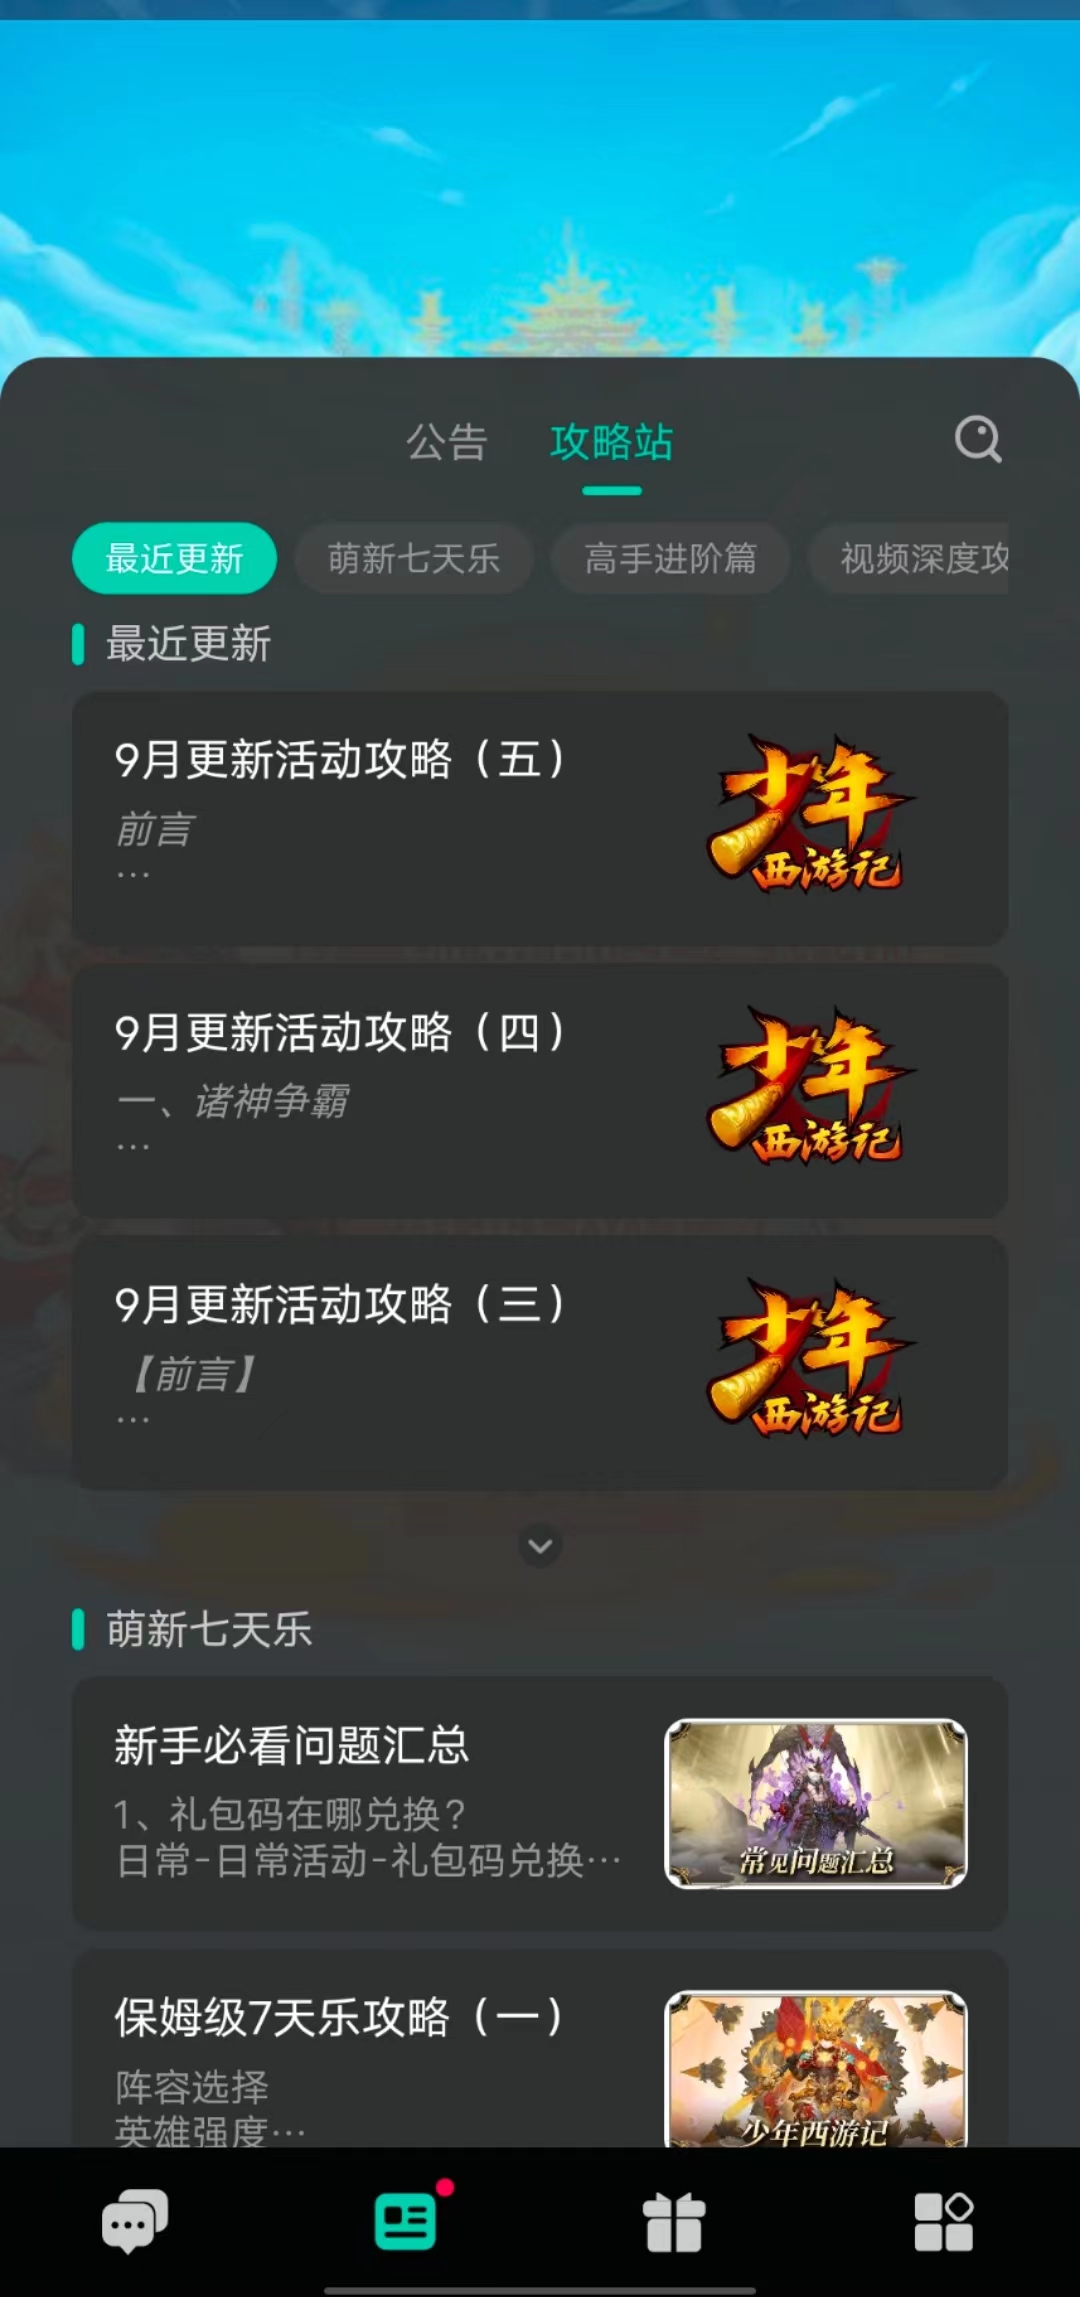 公告 攻略站
最近更新 萌新七天乐 高手进阶篇 视频深度攻
最近更新
9月更新活动攻略（五）
前言
...
少年
西游记
9月更新活动攻略（四）
一、诸神争霸
...
少年
西游记
9月更新活动攻略（三）
【前言】
...
少年
西游记
萌新七天乐
新手必看问题汇总
1、礼包码在哪兑换？
日常-日常活动-礼包码兑换...
常见问题汇总
保姆级7天乐攻略（一）
阵容选择
英雄强度...
少年西游记